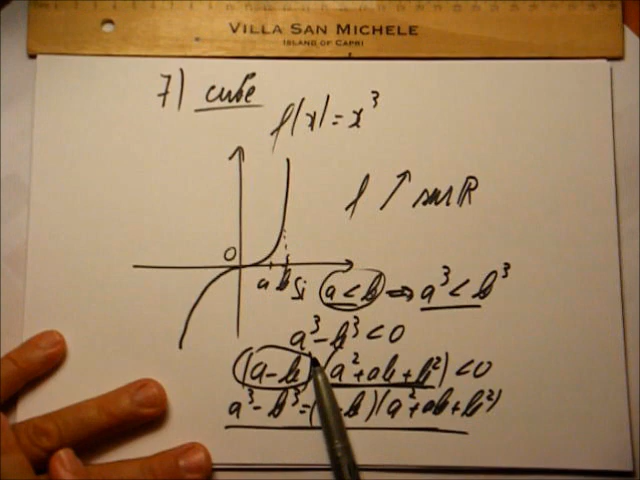 VILLA SAN MICHELE
ISLAND OF CAPRI
7) cube
f(x)=x³
f ↗ sur ℝ
O
a b
Si a<b ⇒ a³<b³
a³-b³<0
(a-b)(a²+ab+b²)<0
a³-b³=( -b)(a²+ab+b²)